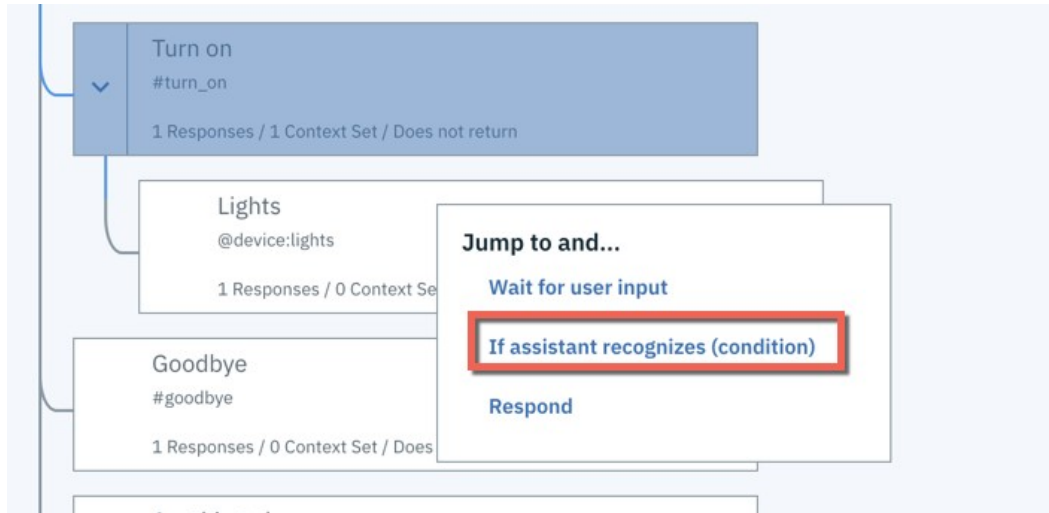 Turn on
#turn_on
1 Responses / 1 Context Set / Does not return
Lights
@device:lights
1 Responses / 0 Context Se
Jump to and...
Wait for user input
If assistant recognizes (condition)
Respond
Goodbye
#goodbye
1 Responses / 0 Context Set / Does